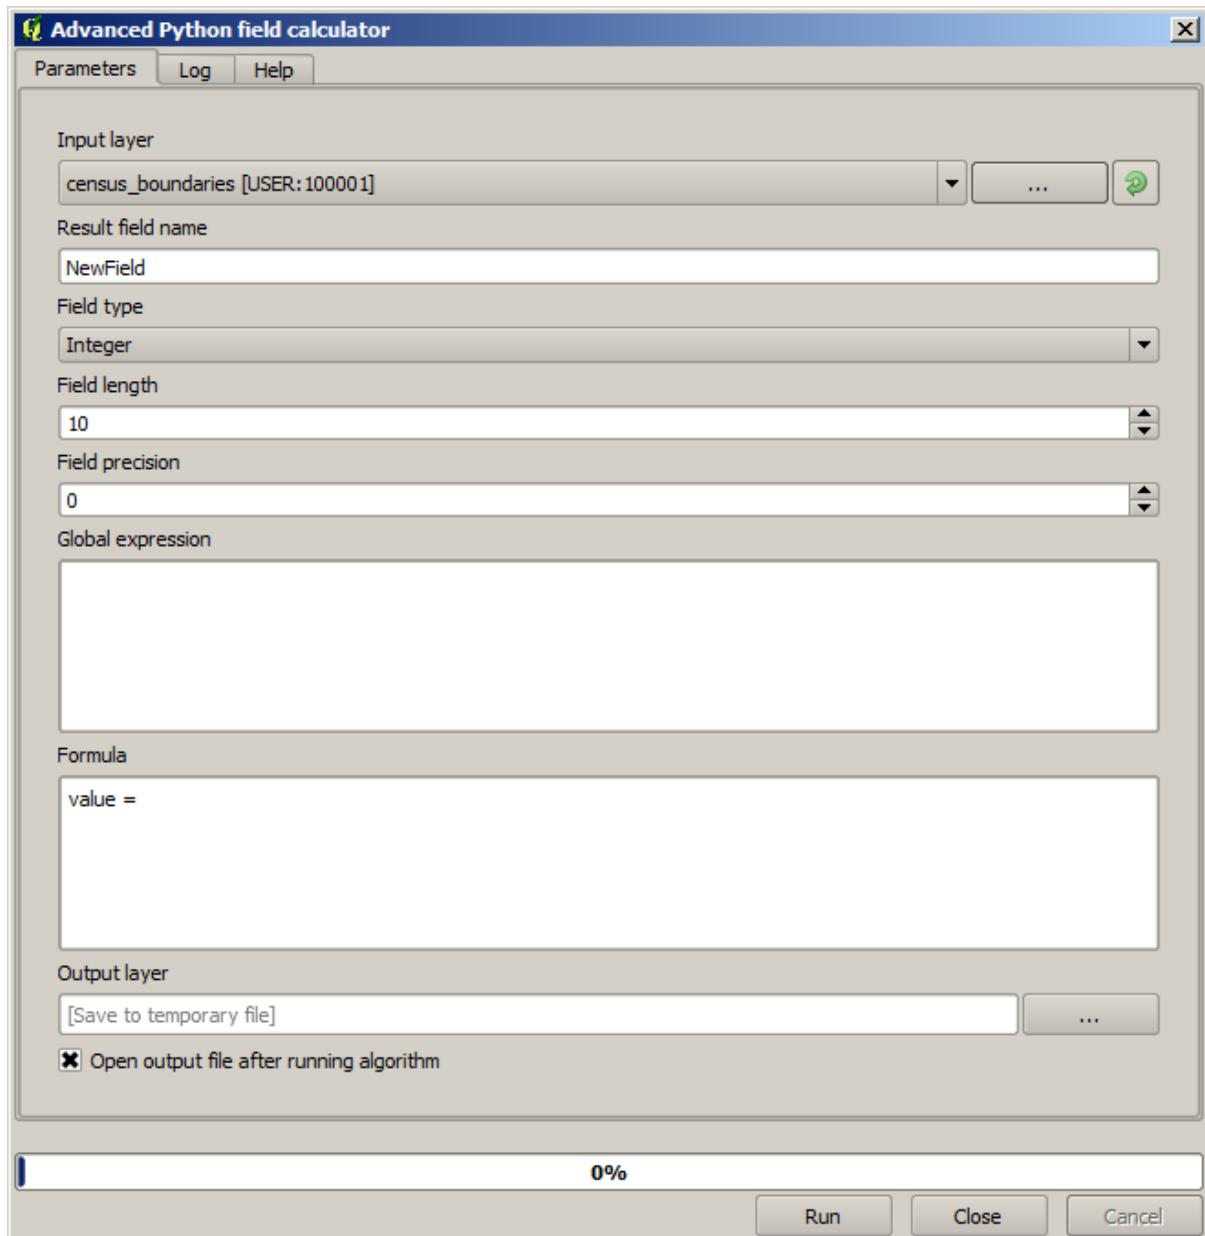 Advanced Python field calculator
Parameters Log Help
Input layer
census_boundaries [USER:100001] ...
Result field name
NewField
Field type
Integer
Field length
10
Field precision
0
Global expression
Formula
value =
Output layer
[Save to temporary file] ...
Open output file after running algorithm
0%
Run Close Cancel